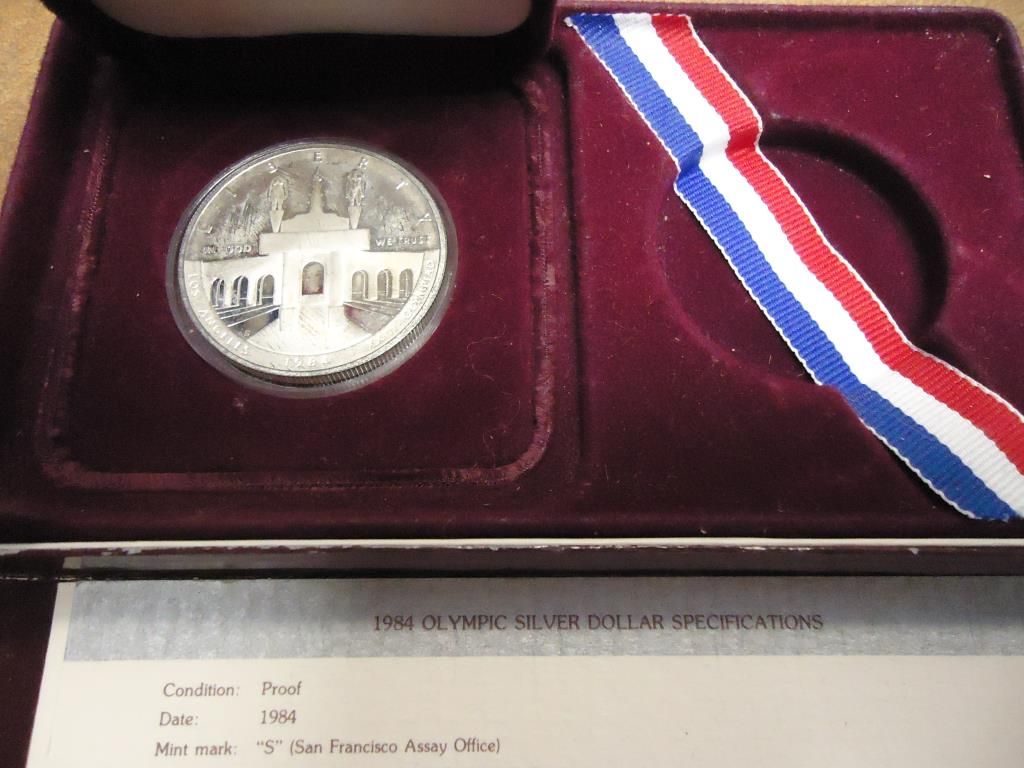 LIBERTY
IN GOD WE TRUST
LOS ANGELES
1984
1984 OLYMPIC SILVER DOLLAR SPECIFICATIONS
Condition: Proof
Date: 1984
Mint mark: "S" (San Francisco Assay Office)